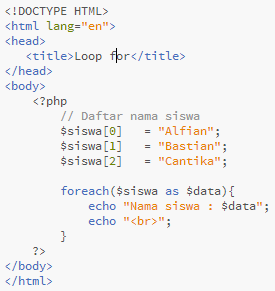 <!DOCTYPE HTML>
<html lang="en">
<head>
   <title>Loop for</title>
</head>
<body>
    <?php
        // Daftar nama siswa
        $siswa[0]   = "Alfian";
        $siswa[1]   = "Bastian";
        $siswa[2]   = "Cantika";

        foreach($siswa as $data){
            echo "Nama siswa : $data";
            echo "<br>";
        }
    ?>
</body>
</html>